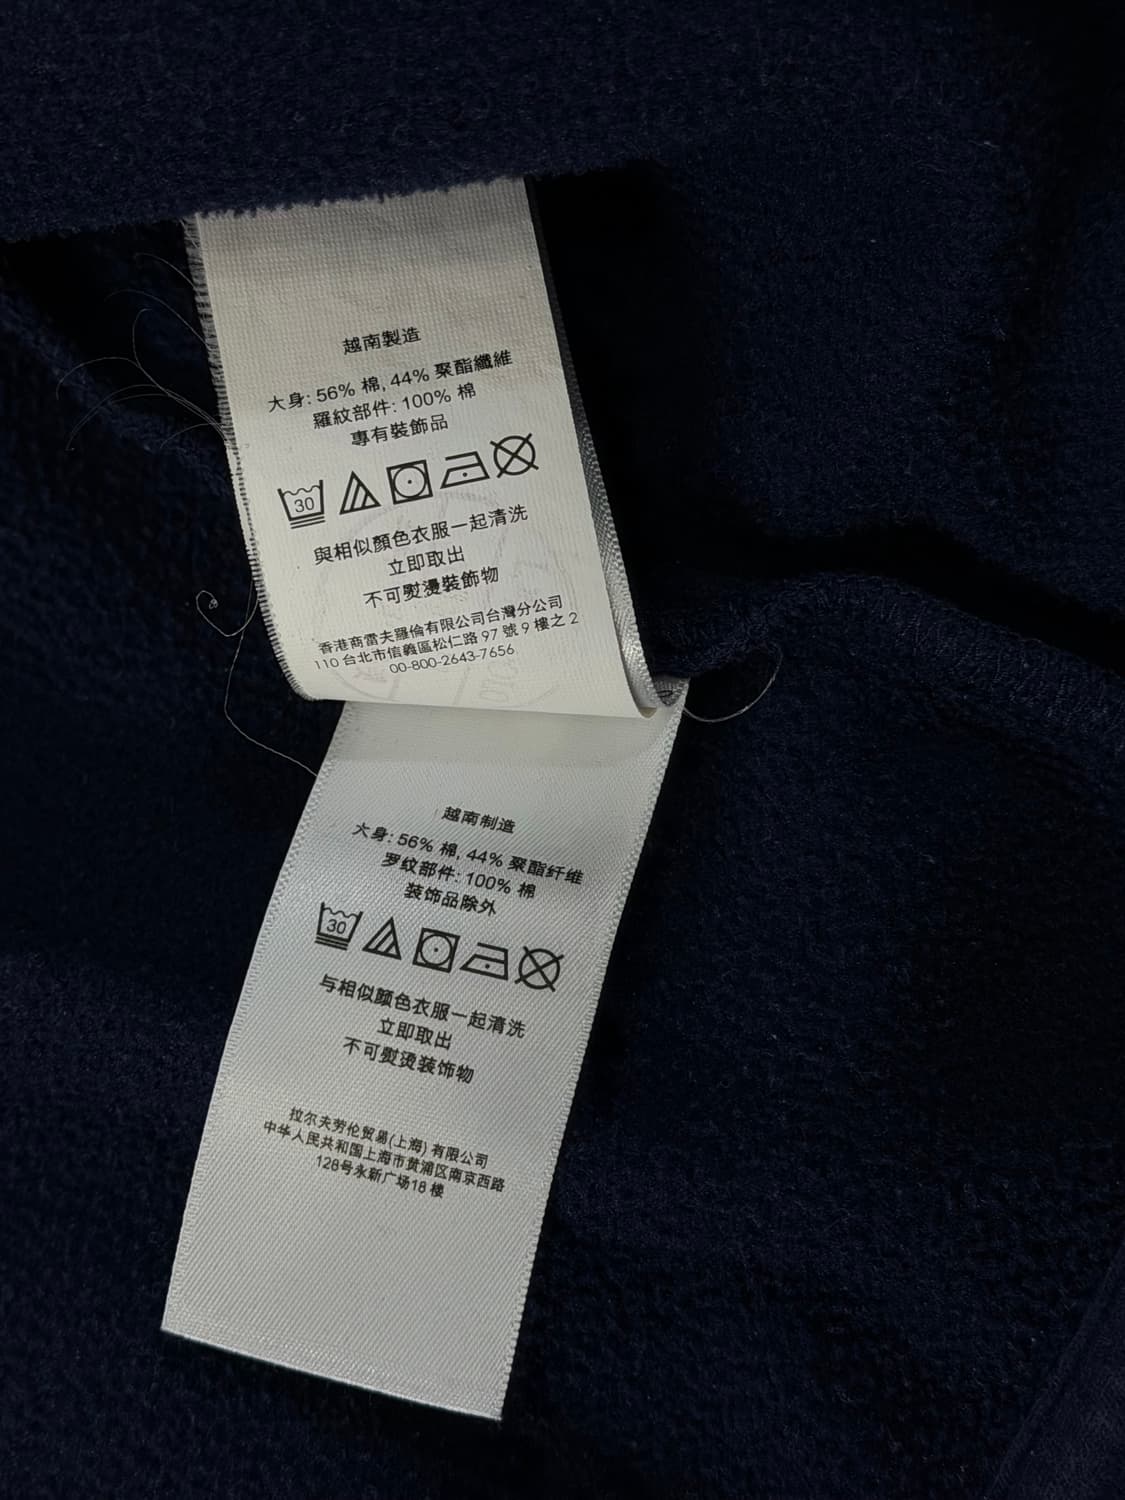 越南製造
大身: 56% 棉, 44% 聚酯纖維
羅紋部件: 100% 棉
專有裝飾品
30
與相似顏色衣服一起清洗
立即取出
不可熨燙裝飾物
香港商雷夫羅倫有限公司台灣分公司
110 台北市信義區松仁路 97 號 9 樓之 2
00-800-2643-7656
越南制造
大身: 56% 棉, 44% 聚酯纤维
罗纹部件: 100% 棉
装饰品除外
30
与相似颜色衣服一起清洗
立即取出
不可熨烫装饰物
拉尔夫劳伦贸易(上海) 有限公司
中华人民共和国上海市黄浦区南京西路
128号永新广场18 楼